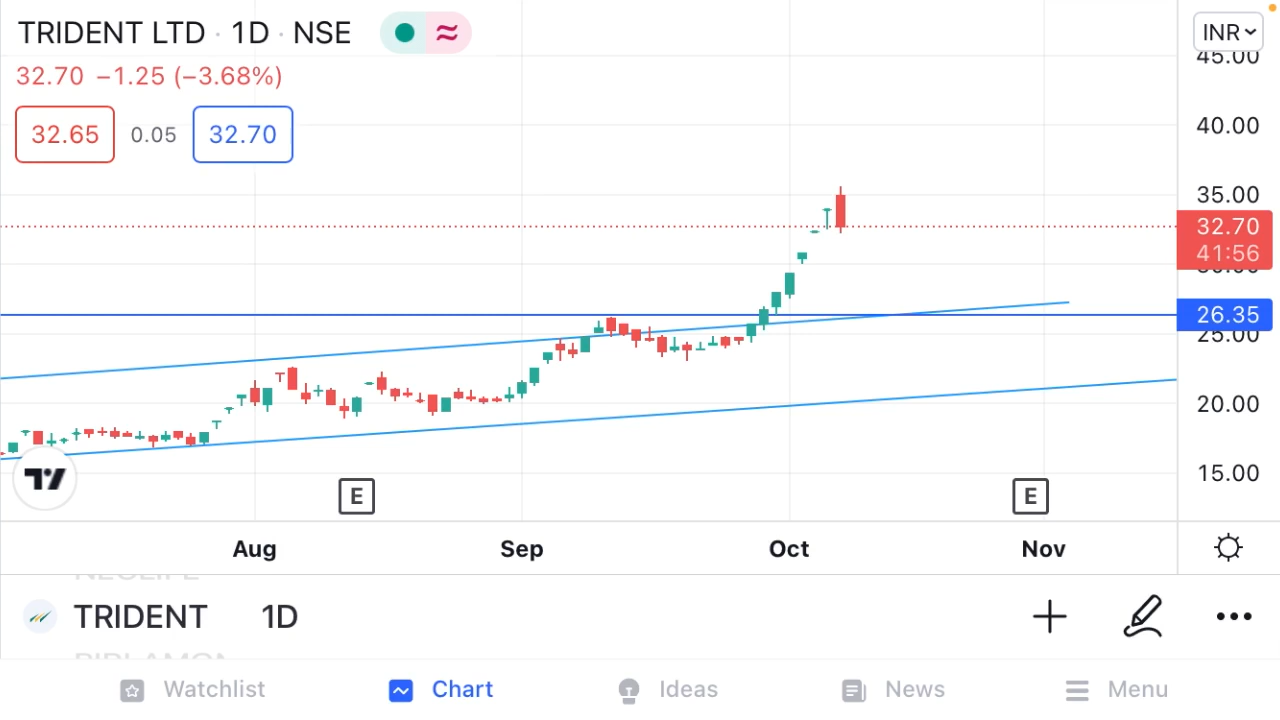 TRIDENT LTD · 1D · NSE
INR
32.70 −1.25 (−3.68%)
45.00
32.65 0.05 32.70
40.00
35.00
32.70
41:56
26.35
25.00
20.00
15.00
E E
Aug Sep Oct Nov
TRIDENT 1D
Watchlist Chart Ideas News Menu